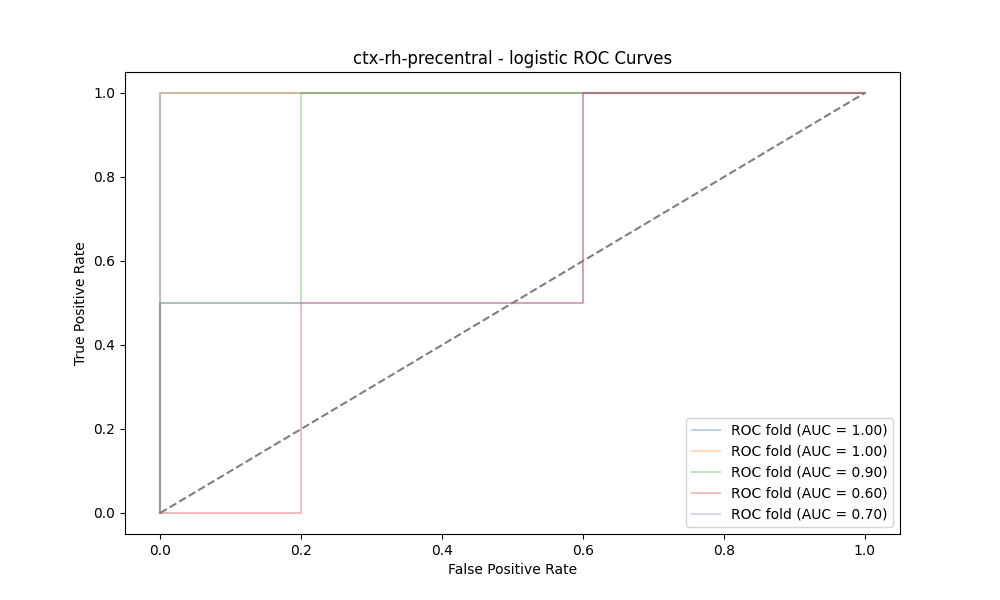 ctx-rh-precentral - logistic ROC Curves
True Positive Rate
1.0
0.8
0.6
0.4
0.2
0.0
0.0 0.2 0.4 0.6 0.8 1.0
False Positive Rate
ROC fold (AUC = 1.00)
ROC fold (AUC = 1.00)
ROC fold (AUC = 0.90)
ROC fold (AUC = 0.60)
ROC fold (AUC = 0.70)